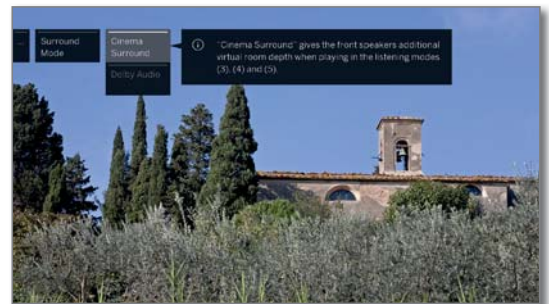 ...
Surround
Mode
Cinema
Surround
Dolby Audio
"Cinema Surround" gives the front speakers additional
virtual room depth when playing in the listening modes
(3), (4) and (5).